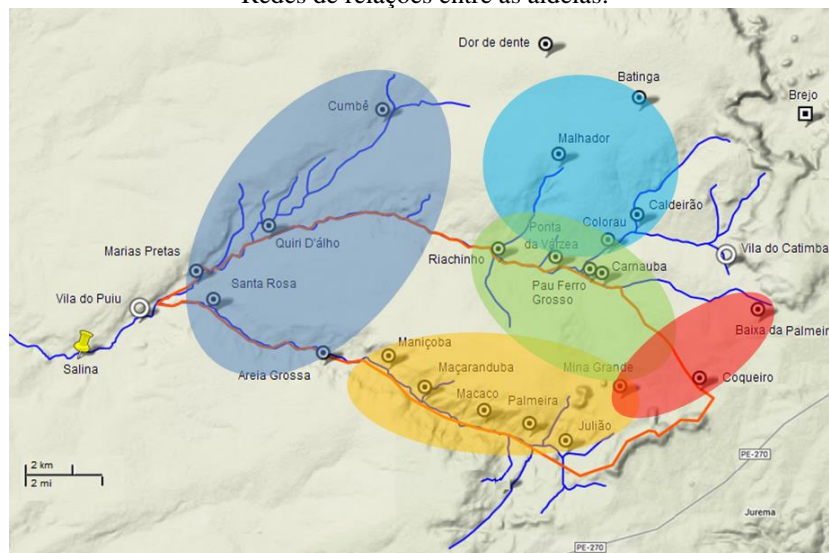 Redes de relações entre as aldeias.
Dor de dente
Batinga
Brejo
Cumbê
Malhador
Caldeirão
Colorau
Ponta
da Varzea
Quiri D'álho
Marias Pretas
Riachinho
Vila do Catimba
Carnauba
Santa Rosa
Pau Ferro
Grosso
Vila do Puiu
Baixa da Palmeir
Salina
Areia Grossa
Maniçoba
Maçaranduba
Mina Grande
Coqueiro
Macaco
Palmeira
Julião
2 km
2 mi
PE-270
Jurema
PE-270